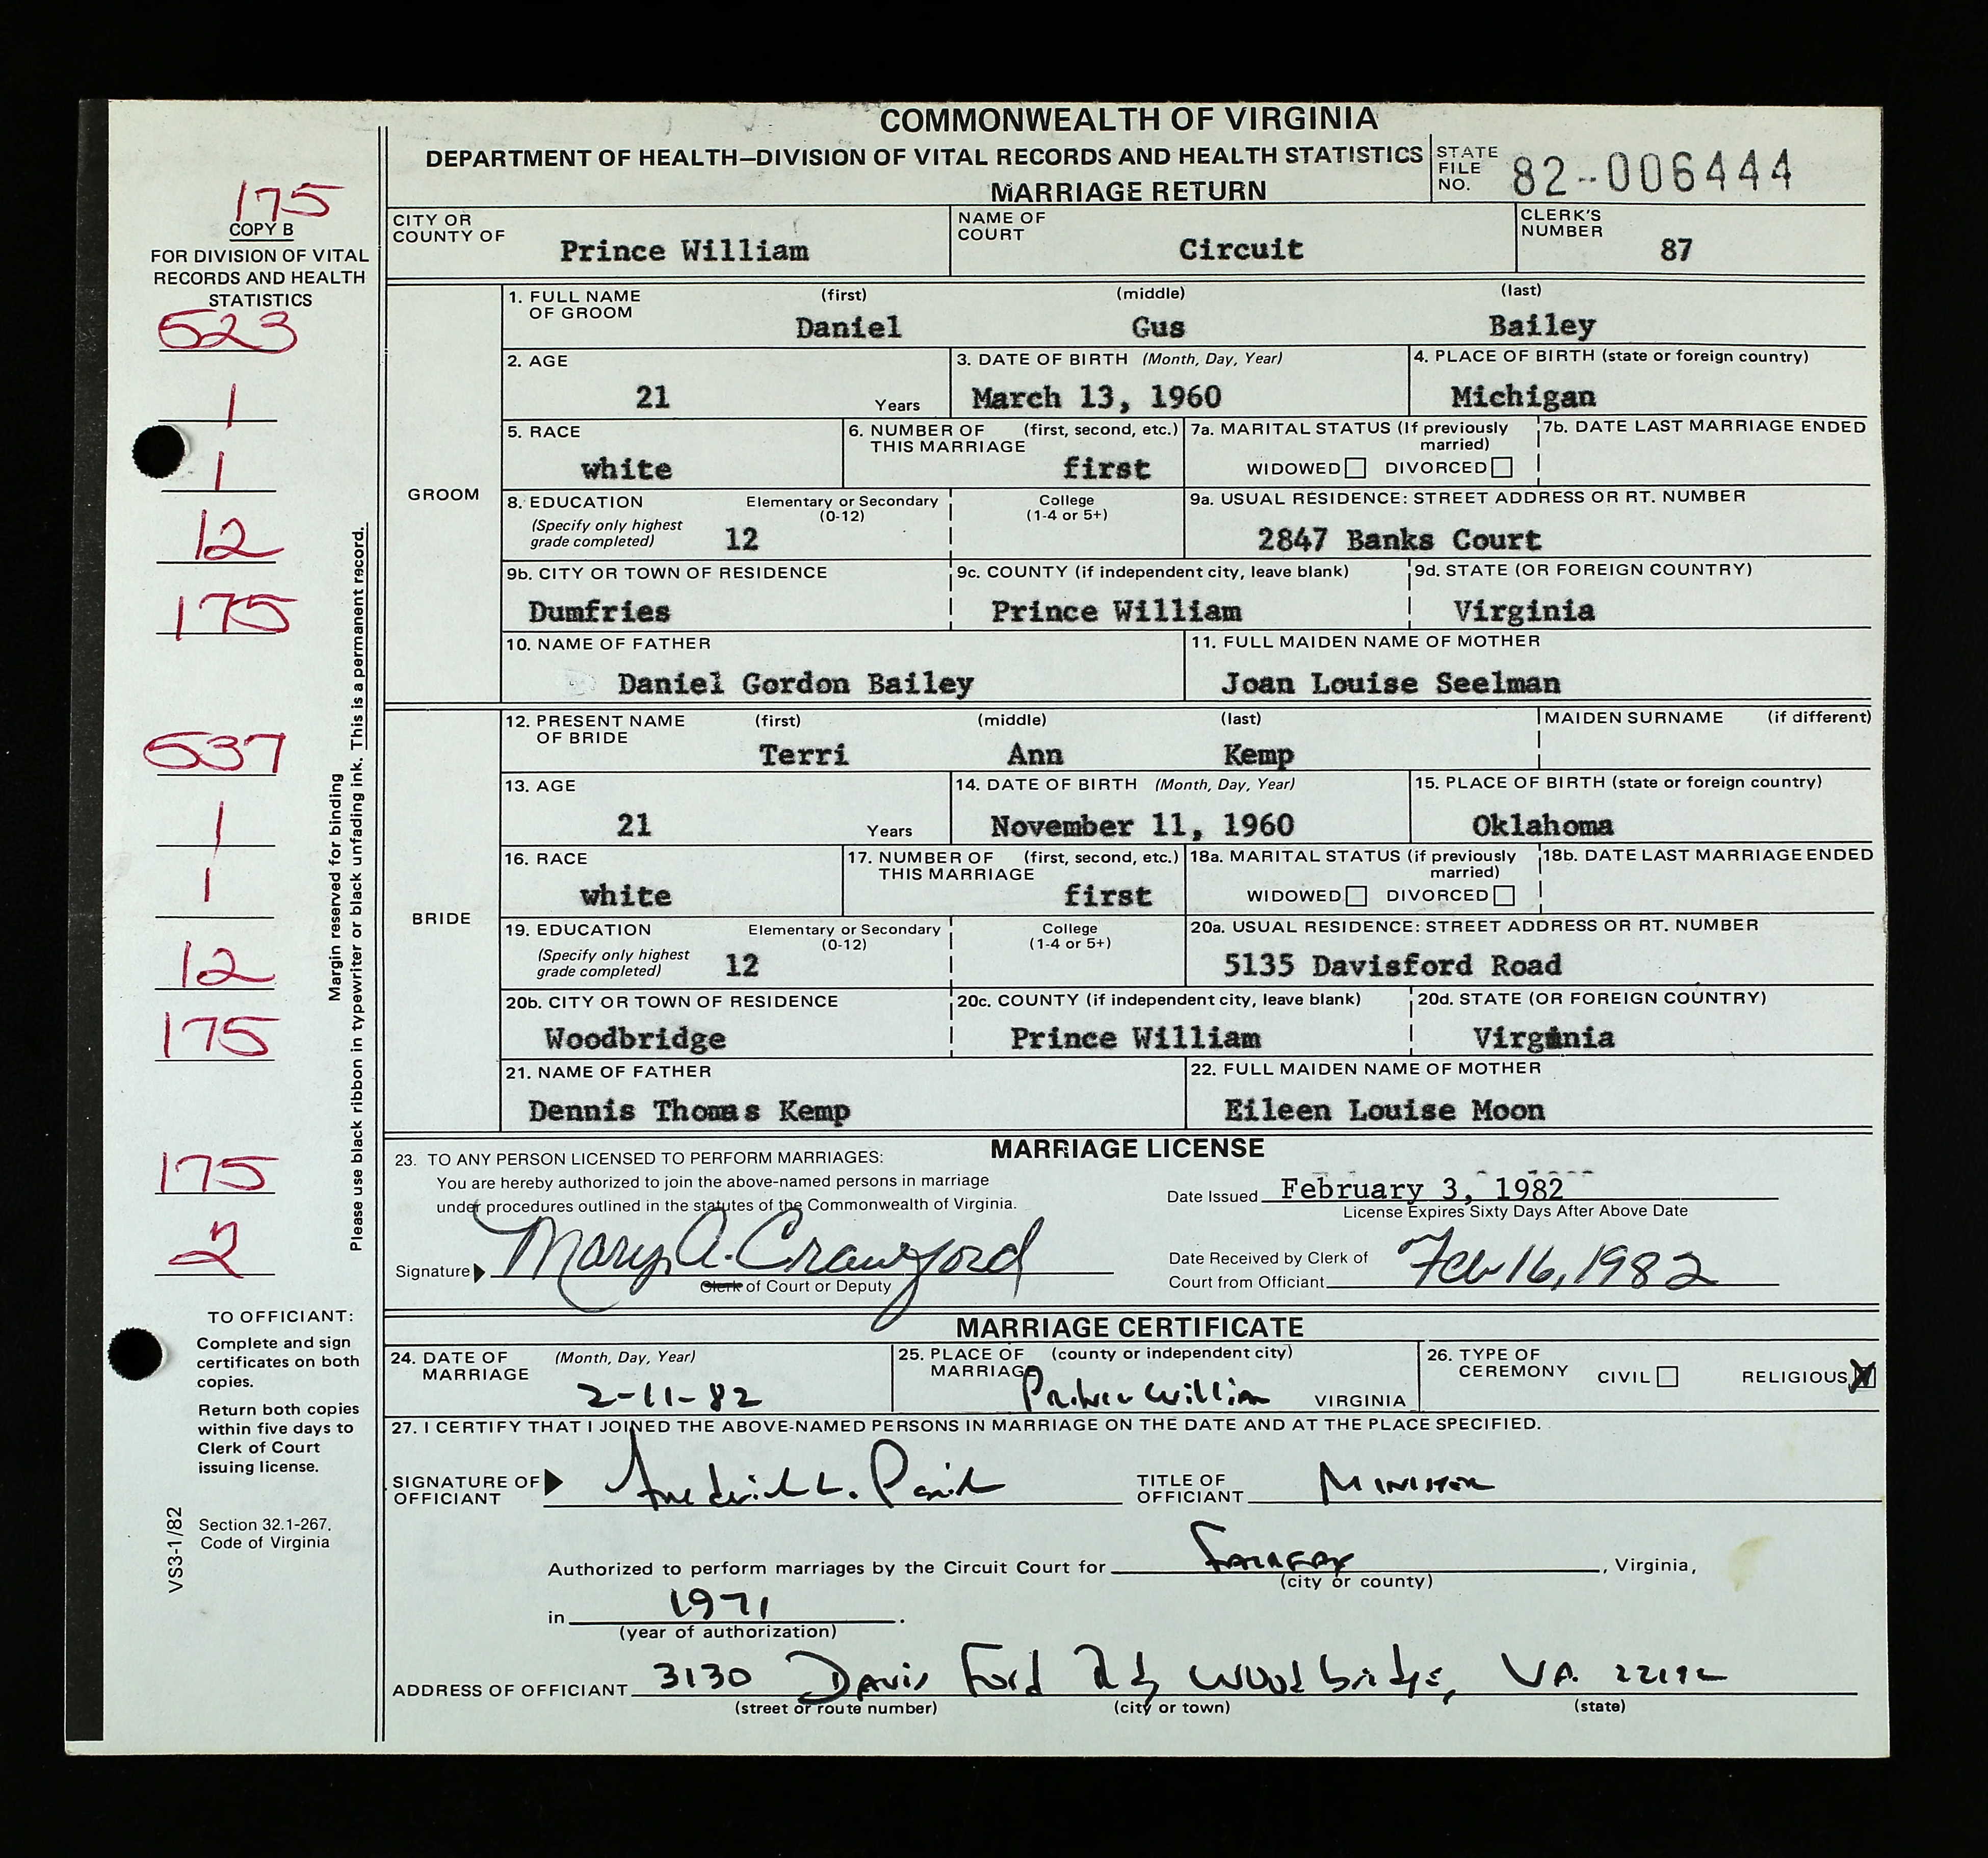 COMMONWEALTH OF VIRGINIA
DEPARTMENT OF HEALTH—DIVISION OF VITAL RECORDS AND HEALTH STATISTICS
MARRIAGE RETURN
STATE FILE NO. 82--006444
175
COPY B
FOR DIVISION OF VITAL
RECORDS AND HEALTH
STATISTICS
523
1
1
12
175
537
1
1
12
175
175
2
Margin reserved for binding
Please use black ribbon in typewriter or black unfading ink. This is a permanent record.
TO OFFICIANT:
Complete and sign
certificates on both
copies.
Return both copies
within five days to
Clerk of Court
issuing license.
Section 32.1-267,
Code of Virginia
VS3-1/82
CITY OR COUNTY OF Prince William NAME OF COURT Circuit CLERK'S NUMBER 87
GROOM
1. FULL NAME OF GROOM (first) (middle) (last)
Daniel Gus Bailey
2. AGE 3. DATE OF BIRTH (Month, Day, Year) 4. PLACE OF BIRTH (state or foreign country)
21 Years March 13, 1960 Michigan
5. RACE 6. NUMBER OF THIS MARRIAGE (first, second, etc.) 7a. MARITAL STATUS (If previously married) 7b. DATE LAST MARRIAGE ENDED
white first WIDOWED DIVORCED
8. EDUCATION (Specify only highest grade completed) Elementary or Secondary (0-12) College (1-4 or 5+) 9a. USUAL RESIDENCE: STREET ADDRESS OR RT. NUMBER
12 2847 Banks Court
9b. CITY OR TOWN OF RESIDENCE 9c. COUNTY (if independent city, leave blank) 9d. STATE (OR FOREIGN COUNTRY)
Dumfries Prince William Virginia
10. NAME OF FATHER 11. FULL MAIDEN NAME OF MOTHER
Daniel Gordon Bailey Joan Louise Seelman
BRIDE
12. PRESENT NAME OF BRIDE (first) (middle) (last) MAIDEN SURNAME (if different)
Terri Ann Kemp
13. AGE 14. DATE OF BIRTH (Month, Day, Year) 15. PLACE OF BIRTH (state or foreign country)
21 Years November 11, 1960 Oklahoma
16. RACE 17. NUMBER OF THIS MARRIAGE (first, second, etc.) 18a. MARITAL STATUS (if previously married) 18b. DATE LAST MARRIAGE ENDED
white first WIDOWED DIVORCED
19. EDUCATION (Specify only highest grade completed) Elementary or Secondary (0-12) College (1-4 or 5+) 20a. USUAL RESIDENCE: STREET ADDRESS OR RT. NUMBER
12 5135 Davisford Road
20b. CITY OR TOWN OF RESIDENCE 20c. COUNTY (if independent city, leave blank) 20d. STATE (OR FOREIGN COUNTRY)
Woodbridge Prince William Virginia
21. NAME OF FATHER 22. FULL MAIDEN NAME OF MOTHER
Dennis Thomas Kemp Eileen Louise Moon
MARRIAGE LICENSE
23. TO ANY PERSON LICENSED TO PERFORM MARRIAGES:
You are hereby authorized to join the above-named persons in marriage
under procedures outlined in the statutes of the Commonwealth of Virginia.
Date Issued February 3, 1982
License Expires Sixty Days After Above Date
Signature Mary A. Crawford
Clerk of Court or Deputy
Date Received by Clerk of
Court from Officiant Feb 16, 1982
MARRIAGE CERTIFICATE
24. DATE OF MARRIAGE (Month, Day, Year) 25. PLACE OF MARRIAGE (county or independent city) 26. TYPE OF CEREMONY CIVIL RELIGIOUS X
2-11-82 Prince William VIRGINIA
27. I CERTIFY THAT I JOINED THE ABOVE-NAMED PERSONS IN MARRIAGE ON THE DATE AND AT THE PLACE SPECIFIED.
SIGNATURE OF OFFICIANT Frederick L. TITLE OF OFFICIANT MINISTER
Authorized to perform marriages by the Circuit Court for FAIRFAX, Virginia,
(city or county)
in 1971.
(year of authorization)
ADDRESS OF OFFICIANT 3130 Davis Ford Rd, Woodbridge, VA. 22192
(street or route number) (city or town) (state)